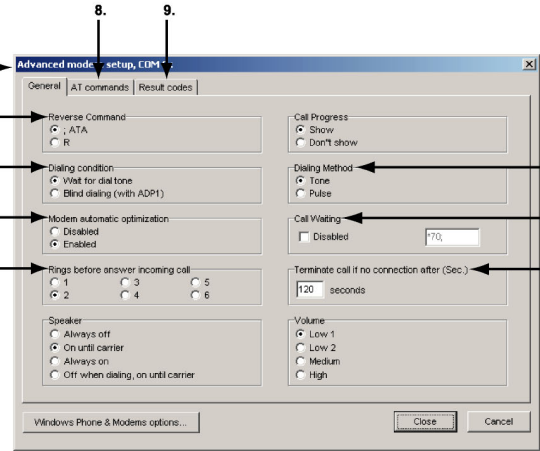 8. 9.
Advanced modem setup, COM
General AT commands Result codes
Reverse Command
; ATA
R
Call Progress
Show
Don"t show
Dialing condition
Wait for dial tone
Blind dialing (with ADP1)
Dialing Method
Tone
Pulse
Modem automatic optimization
Disabled
Enabled
Call Waiting
Disabled *70;
Rings before answer incoming call
1 3 5
2 4 6
Terminate call if no connection after (Sec.)
120 seconds
Speaker
Always off
On until carrier
Always on
Off when dialing, on until carrier
Volume
Low 1
Low 2
Medium
High
Windows Phone & Modems options... Close Cancel